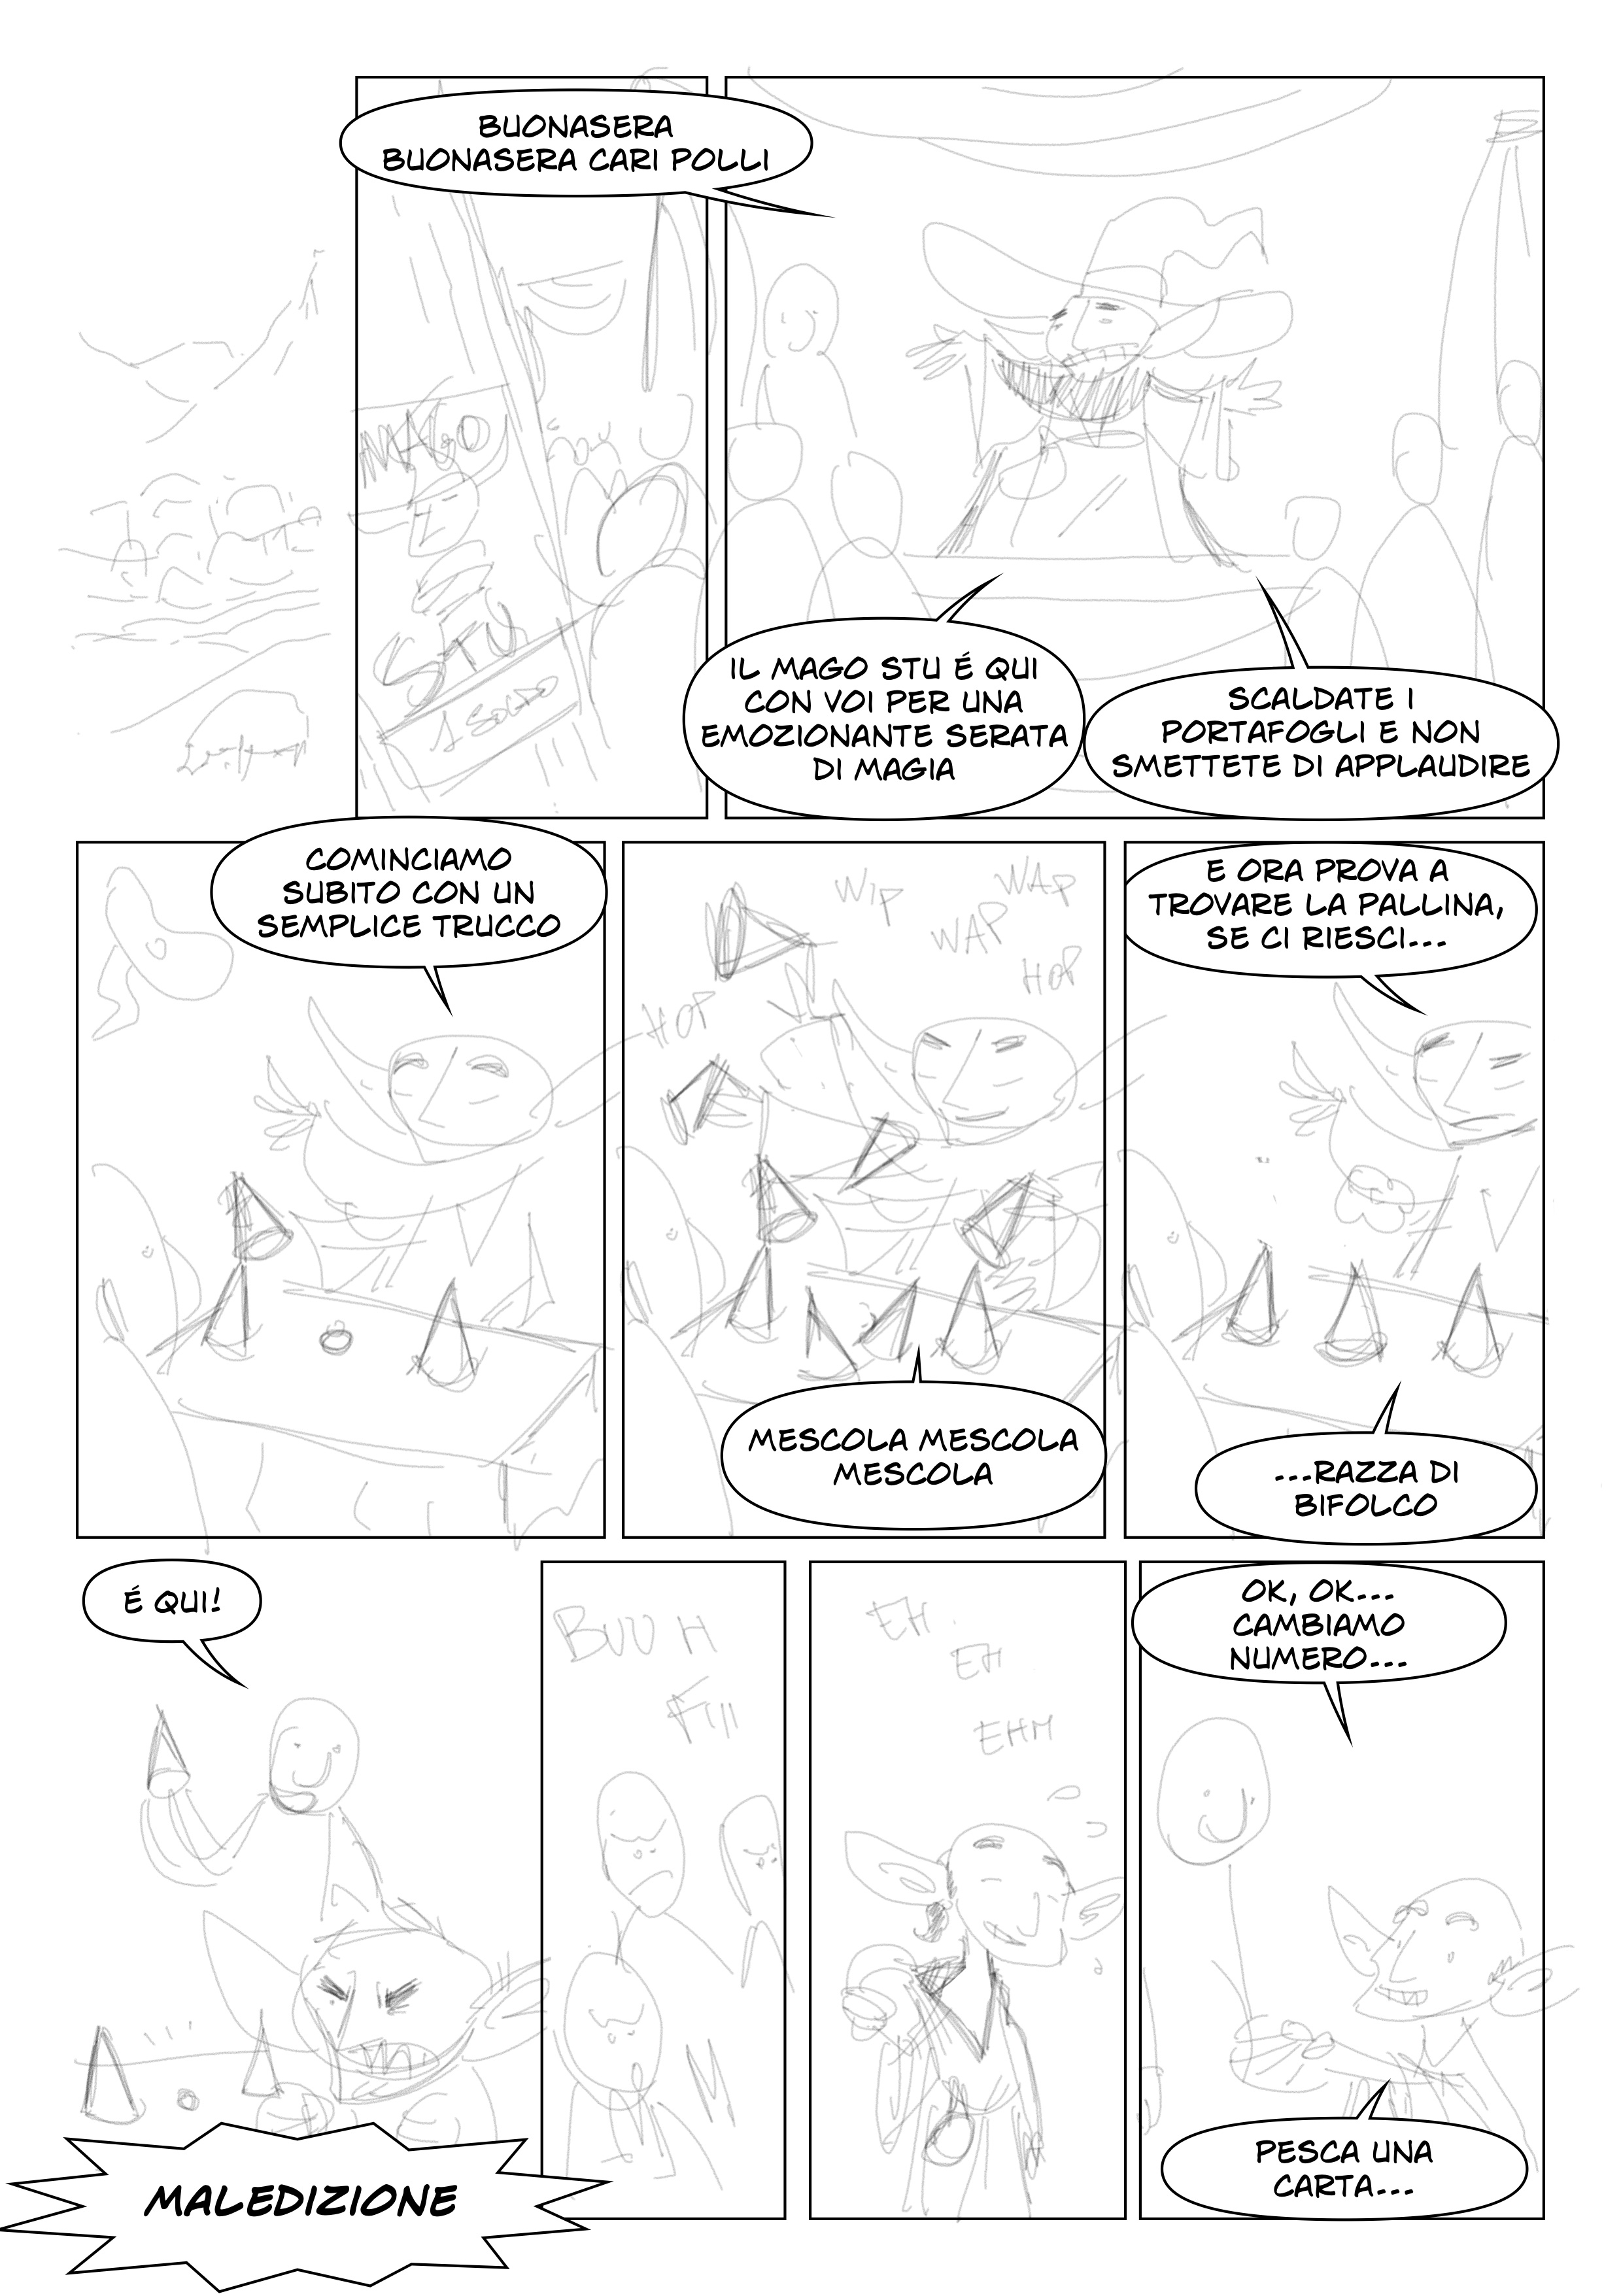 BUONASERA
BUONASERA CARI POLLI
MAGO
STU
1 SOLDO
IL MAGO STU É QUI
CON VOI PER UNA
EMOZIONANTE SERATA
DI MAGIA
SCALDATE I
PORTAFOGLI E NON
SMETTETE DI APPLAUDIRE
COMINCIAMO
SUBITO CON UN
SEMPLICE TRUCCO
WIP
WAP
WAP
HOP
HOP
MESCOLA MESCOLA
MESCOLA
E ORA PROVA A
TROVARE LA PALLINA,
SE CI RIESCI...
...RAZZA DI
BIFOLCO
É QUI!
MALEDIZIONE
BUU H
FIII
EH
EH
EHM
OK, OK...
CAMBIAMO
NUMERO...
PESCA UNA
CARTA...